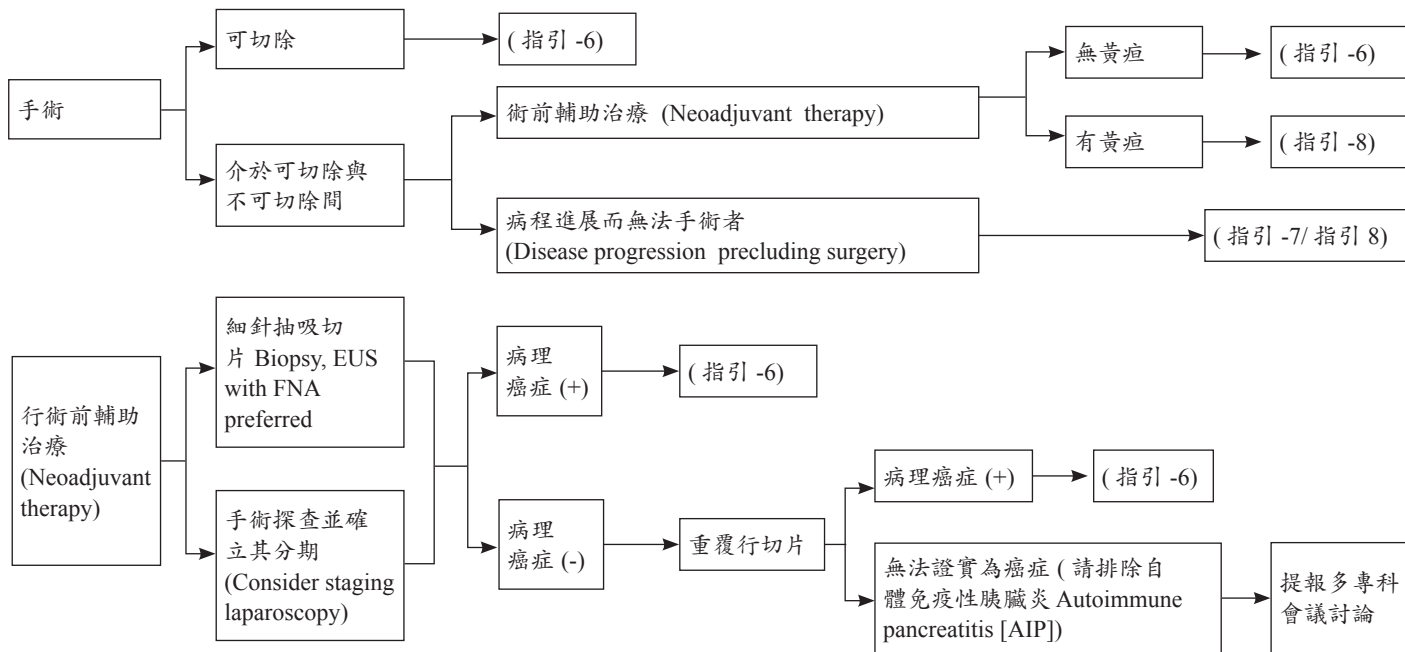 可切除
( 指引 -6)
無黃疸
( 指引 -6)
手術
術前輔助治療 (Neoadjuvant therapy)
有黃疸
( 指引 -8)
介於可切除與
不可切除間
病程進展而無法手術者
(Disease progression precluding surgery)
( 指引 -7/ 指引 8)
行術前輔助
治療
(Neoadjuvant
therapy)
細針抽吸切
片 Biopsy, EUS
with FNA
preferred
手術探查並確
立其分期
(Consider staging
laparoscopy)
病理
癌症 (+)
( 指引 -6)
病理
癌症 (-)
重覆行切片
病理癌症 (+)
( 指引 -6)
無法證實為癌症 ( 請排除自
體免疫性胰臟炎 Autoimmune
pancreatitis [AIP])
提報多專科
會議討論